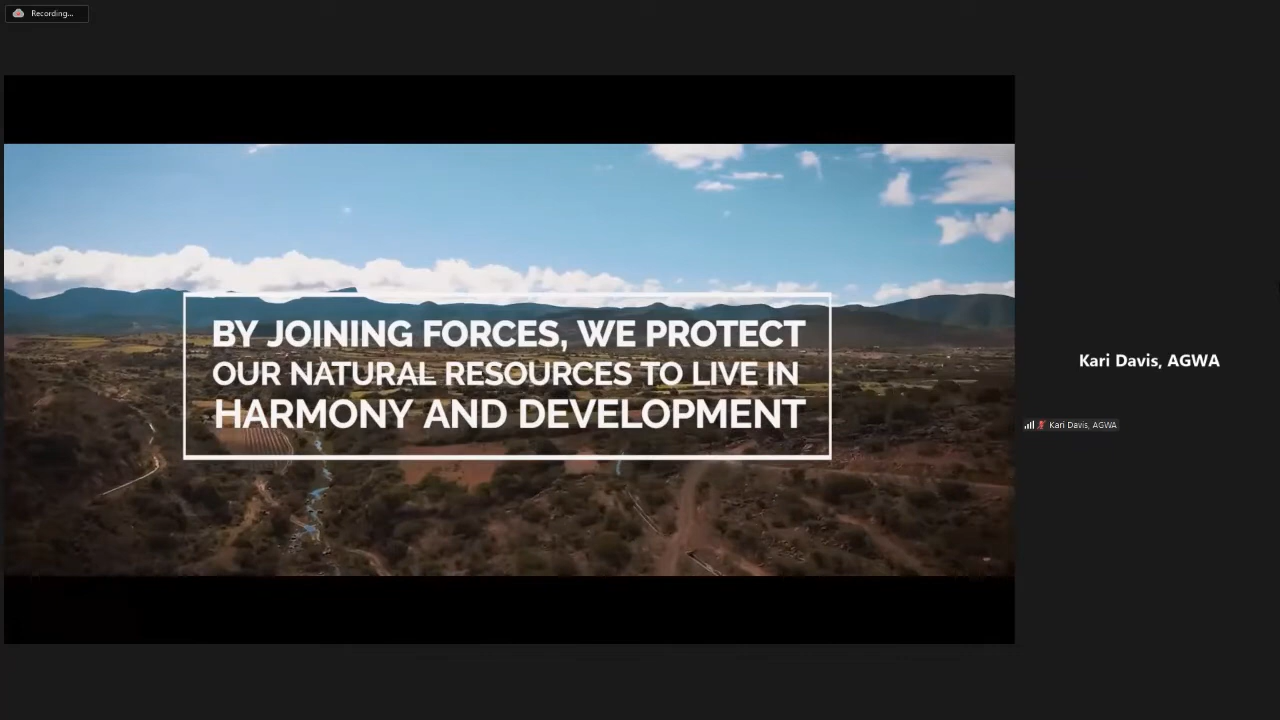 Recording...
BY JOINING FORCES, WE PROTECT
OUR NATURAL RESOURCES TO LIVE IN
HARMONY AND DEVELOPMENT
Kari Davis, AGWA
Kari Davis, AGWA